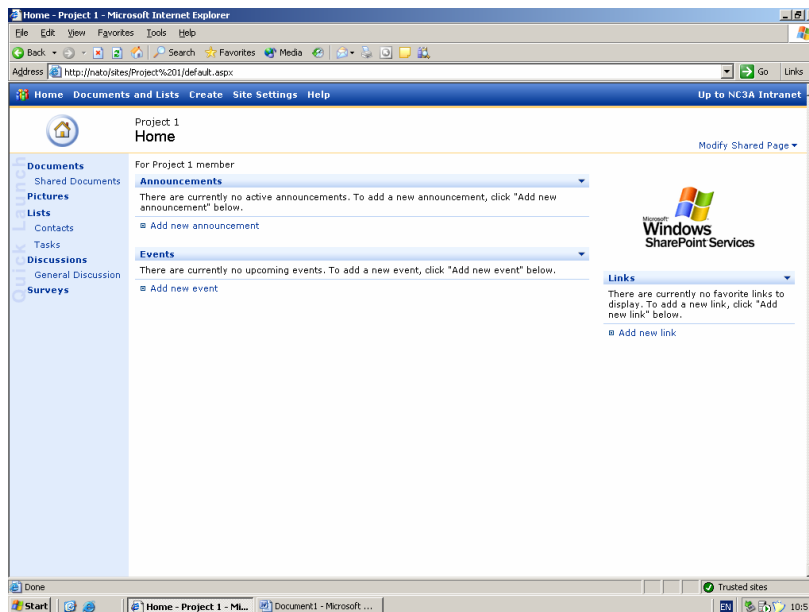 Home - Project 1 - Microsoft Internet Explorer
File Edit View Favorites Tools Help
Back Search Favorites Media
Address http://nato/sites/Project%201/default.aspx Go Links
Home Documents and Lists Create Site Settings Help Up to NC3A Intranet
Project 1
Home
Modify Shared Page
Quick Launch
Documents
Shared Documents
Pictures
Lists
Contacts
Tasks
Discussions
General Discussion
Surveys
For Project 1 member
Announcements
There are currently no active announcements. To add a new announcement, click "Add new
announcement" below.
Add new announcement
Events
There are currently no upcoming events. To add a new event, click "Add new event" below.
Add new event
Microsoft
Windows
SharePoint Services
Links
There are currently no favorite links to
display. To add a new link, click "Add
new link" below.
Add new link
Done Trusted sites
Start Home - Project 1 - Mi... Document1 - Microsoft ... EN 10:5